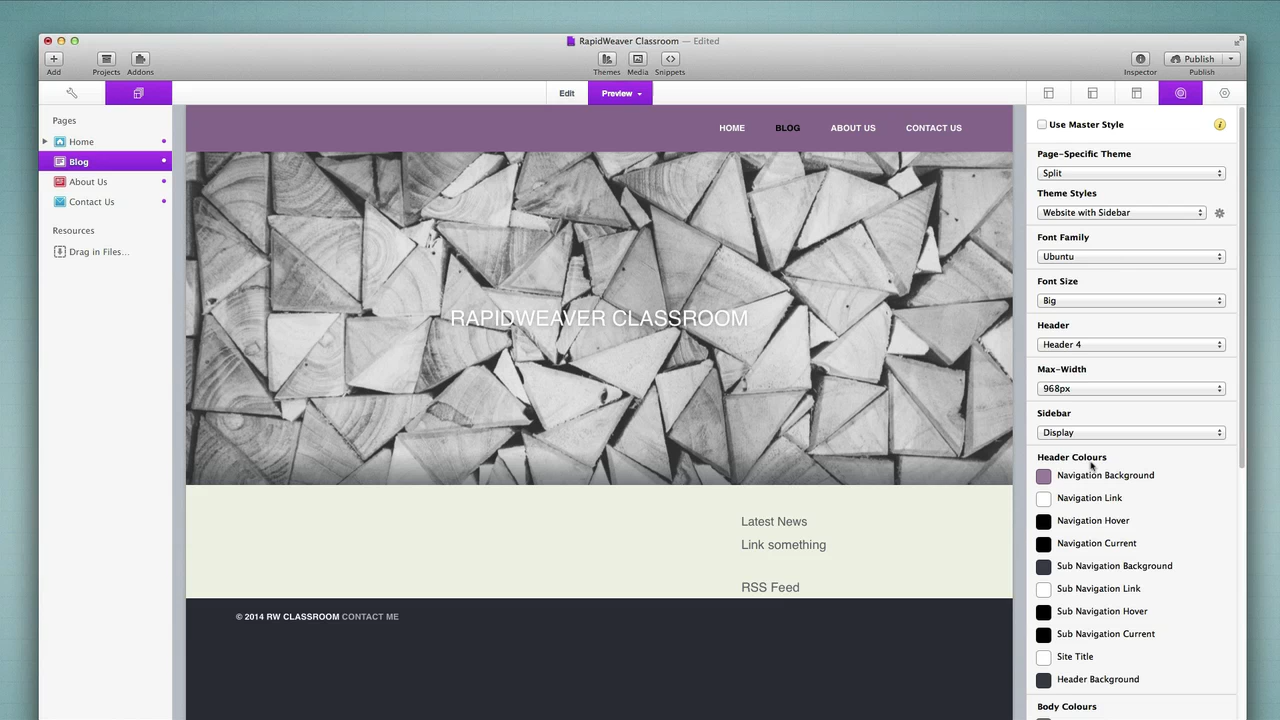 RapidWeaver Classroom — Edited
Add
Projects
Addons
Themes
Media
Snippets
Inspector
Publish
Publish
Edit
Preview
Pages
Home
Blog
About Us
Contact Us
Resources
Drag in Files...
HOME
BLOG
ABOUT US
CONTACT US
RAPIDWEAVER CLASSROOM
Latest News
Link something
RSS Feed
© 2014 RW CLASSROOM CONTACT ME
Use Master Style
Page-Specific Theme
Split
Theme Styles
Website with Sidebar
Font Family
Ubuntu
Font Size
Big
Header
Header 4
Max-Width
968px
Sidebar
Display
Header Colours
Navigation Background
Navigation Link
Navigation Hover
Navigation Current
Sub Navigation Background
Sub Navigation Link
Sub Navigation Hover
Sub Navigation Current
Site Title
Header Background
Body Colours